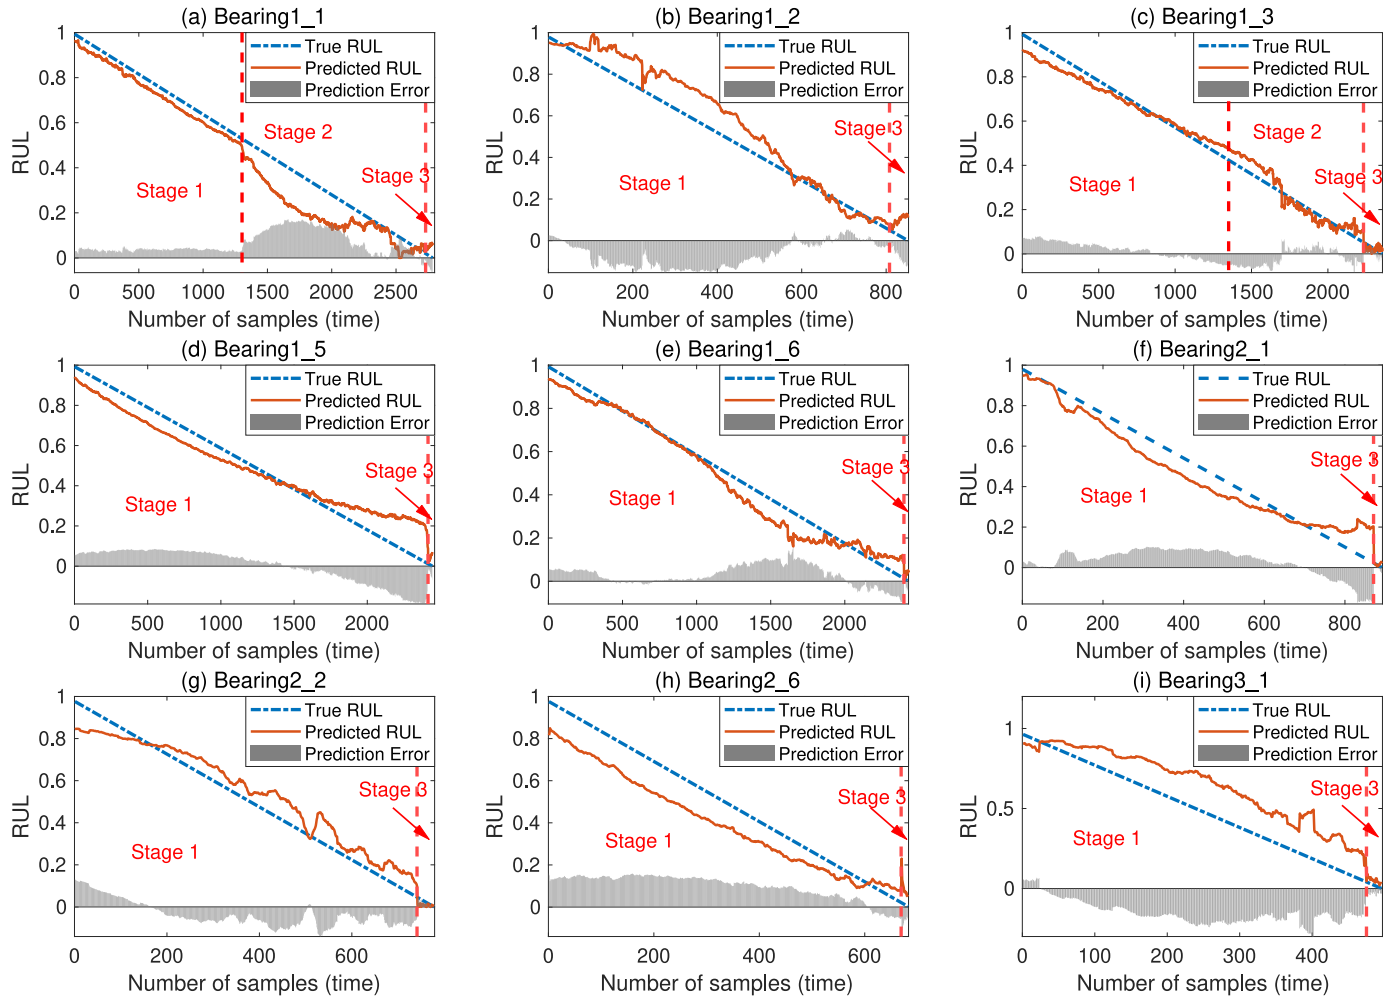 (a) Bearing1_1
True RUL
Predicted RUL
Prediction Error
Stage 1
Stage 2
Stage 3
RUL
1
0.8
0.6
0.4
0.2
0
0 500 1000 1500 2000 2500
Number of samples (time)
(b) Bearing1_2
True RUL
Predicted RUL
Prediction Error
Stage 1
Stage 3
RUL
1
0.8
0.6
0.4
0.2
0
0 200 400 600 800
Number of samples (time)
(c) Bearing1_3
True RUL
Predicted RUL
Prediction Error
Stage 1
Stage 2
Stage 3
RUL
1
0.8
0.6
0.4
0.2
0
0 500 1000 1500 2000
Number of samples (time)
(d) Bearing1_5
True RUL
Predicted RUL
Prediction Error
Stage 1
Stage 3
RUL
1
0.8
0.6
0.4
0.2
0
0 500 1000 1500 2000
Number of samples (time)
(e) Bearing1_6
True RUL
Predicted RUL
Prediction Error
Stage 1
Stage 3
RUL
1
0.8
0.6
0.4
0.2
0
0 500 1000 1500 2000
Number of samples (time)
(f) Bearing2_1
True RUL
Predicted RUL
Prediction Error
Stage 1
Stage 3
RUL
1
0.8
0.6
0.4
0.2
0
0 200 400 600 800
Number of samples (time)
(g) Bearing2_2
True RUL
Predicted RUL
Prediction Error
Stage 1
Stage 3
RUL
1
0.8
0.6
0.4
0.2
0
0 200 400 600
Number of samples (time)
(h) Bearing2_6
True RUL
Predicted RUL
Prediction Error
Stage 1
Stage 3
RUL
1
0.8
0.6
0.4
0.2
0
0 200 400 600
Number of samples (time)
(i) Bearing3_1
True RUL
Predicted RUL
Prediction Error
Stage 1
Stage 3
RUL
1
0.5
0
0 100 200 300 400
Number of samples (time)